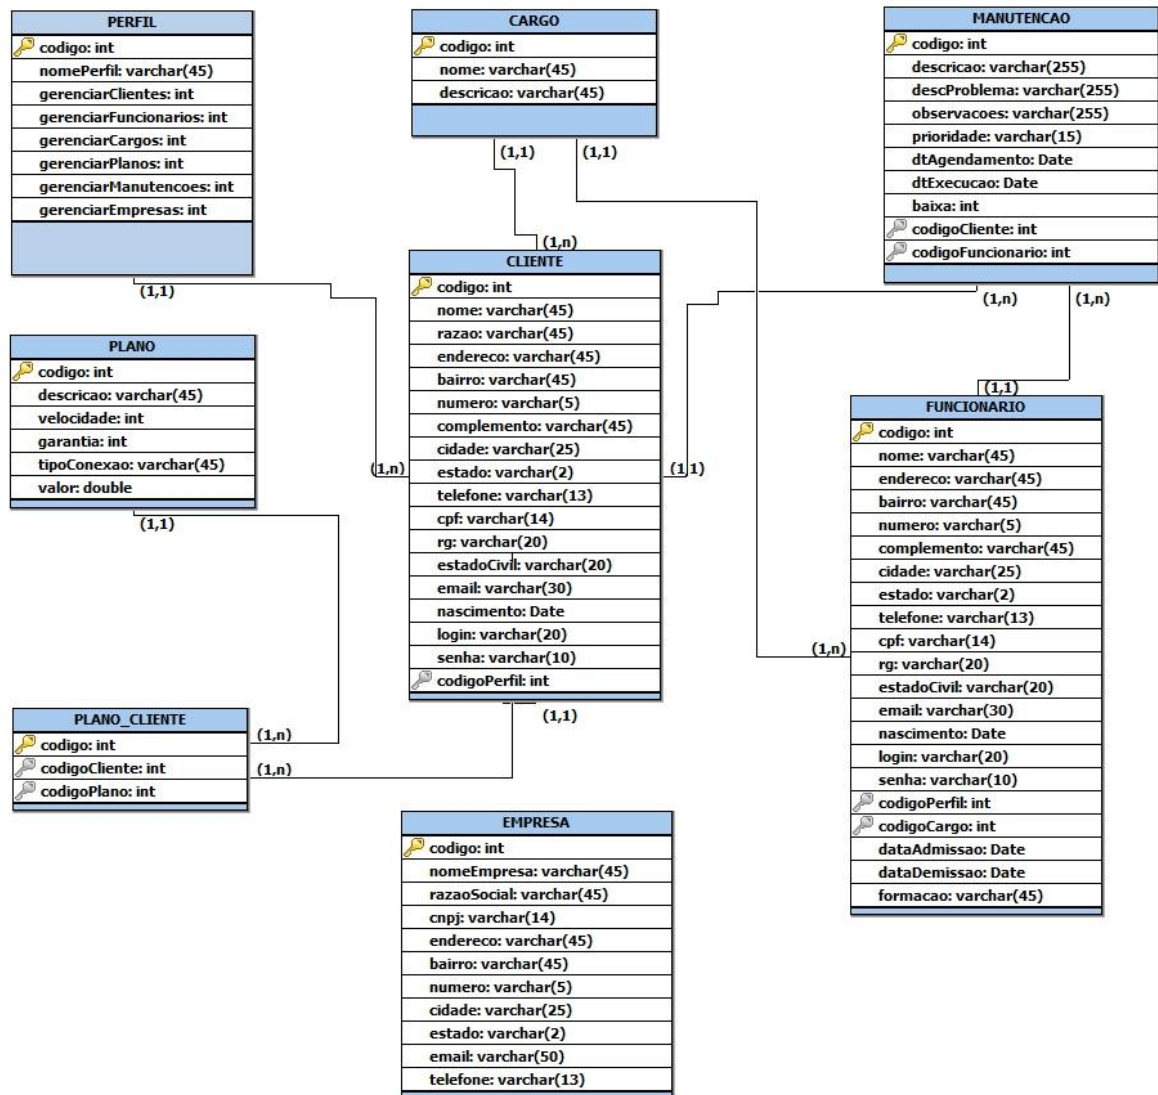 PERFIL
codigo: int
nomePerfil: varchar(45)
gerenciarClientes: int
gerenciarFuncionarios: int
gerenciarCargos: int
gerenciarPlanos: int
gerenciarManutencoes: int
gerenciarEmpresas: int
(1,1)
CARGO
codigo: int
nome: varchar(45)
descricao: varchar(45)
(1,1)
(1,1)
MANUTENCAO
codigo: int
descricao: varchar(255)
descProblema: varchar(255)
observacoes: varchar(255)
prioridade: varchar(15)
dtAgendamento: Date
dtExecucao: Date
baixa: int
codigoCliente: int
codigoFuncionario: int
(1,n)
(1,n)
PLANO
codigo: int
descricao: varchar(45)
velocidade: int
garantia: int
tipoConexao: varchar(45)
valor: double
(1,1)
(1,n)
CLIENTE
codigo: int
nome: varchar(45)
razao: varchar(45)
endereco: varchar(45)
bairro: varchar(45)
numero: varchar(5)
complemento: varchar(45)
cidade: varchar(25)
estado: varchar(2)
telefone: varchar(13)
cpf: varchar(14)
rg: varchar(20)
estadoCivil: varchar(20)
email: varchar(30)
nascimento: Date
login: varchar(20)
senha: varchar(10)
codigoPerfil: int
(1,n)
(1,1)
(1,1)
(1,1)
FUNCIONARIO
codigo: int
nome: varchar(45)
endereco: varchar(45)
bairro: varchar(45)
numero: varchar(5)
complemento: varchar(45)
cidade: varchar(25)
estado: varchar(2)
telefone: varchar(13)
cpf: varchar(14)
rg: varchar(20)
estadoCivil: varchar(20)
email: varchar(30)
nascimento: Date
login: varchar(20)
senha: varchar(10)
codigoPerfil: int
codigoCargo: int
dataAdmissao: Date
dataDemissao: Date
formacao: varchar(45)
(1,n)
PLANO_CLIENTE
codigo: int
codigoCliente: int
codigoPlano: int
(1,n)
(1,n)
EMPRESA
codigo: int
nomeEmpresa: varchar(45)
razaoSocial: varchar(45)
cnpj: varchar(14)
endereco: varchar(45)
bairro: varchar(45)
numero: varchar(5)
cidade: varchar(25)
estado: varchar(2)
email: varchar(50)
telefone: varchar(13)